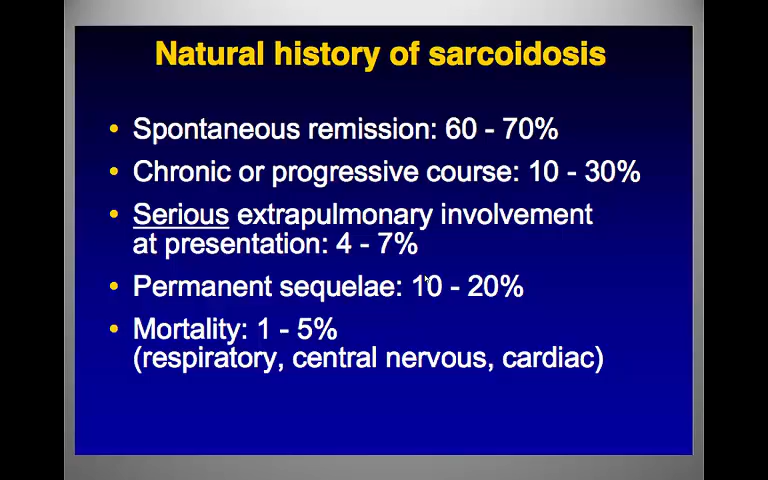 Natural history of sarcoidosis
• Spontaneous remission: 60 - 70%
• Chronic or progressive course: 10 - 30%
• Serious extrapulmonary involvement
at presentation: 4 - 7%
• Permanent sequelae: 10 - 20%
• Mortality: 1 - 5%
(respiratory, central nervous, cardiac)